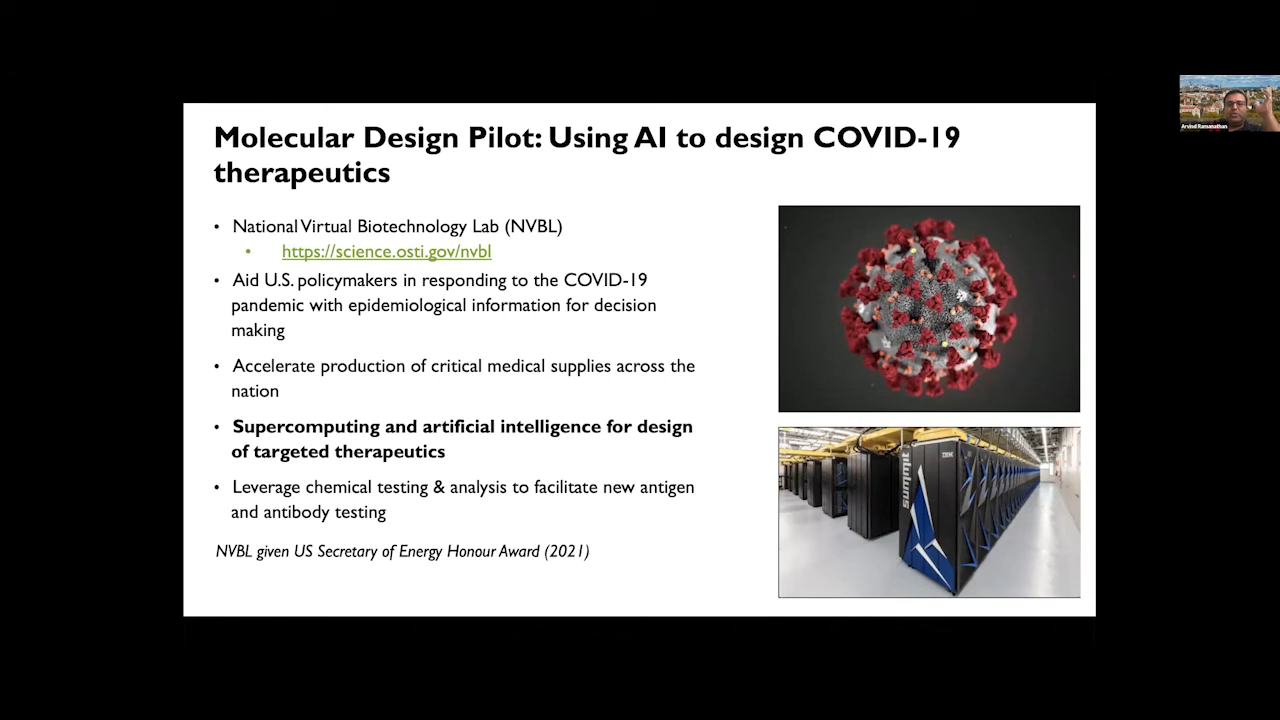 Molecular Design Pilot: Using AI to design COVID-19
therapeutics
• National Virtual Biotechnology Lab (NVBL)
• https://science.osti.gov/nvbl
• Aid U.S. policymakers in responding to the COVID-19
pandemic with epidemiological information for decision
making
• Accelerate production of critical medical supplies across the
nation
• Supercomputing and artificial intelligence for design
of targeted therapeutics
• Leverage chemical testing & analysis to facilitate new antigen
and antibody testing
NVBL given US Secretary of Energy Honour Award (2021)
Arvind Ramanathan
IBM
summit